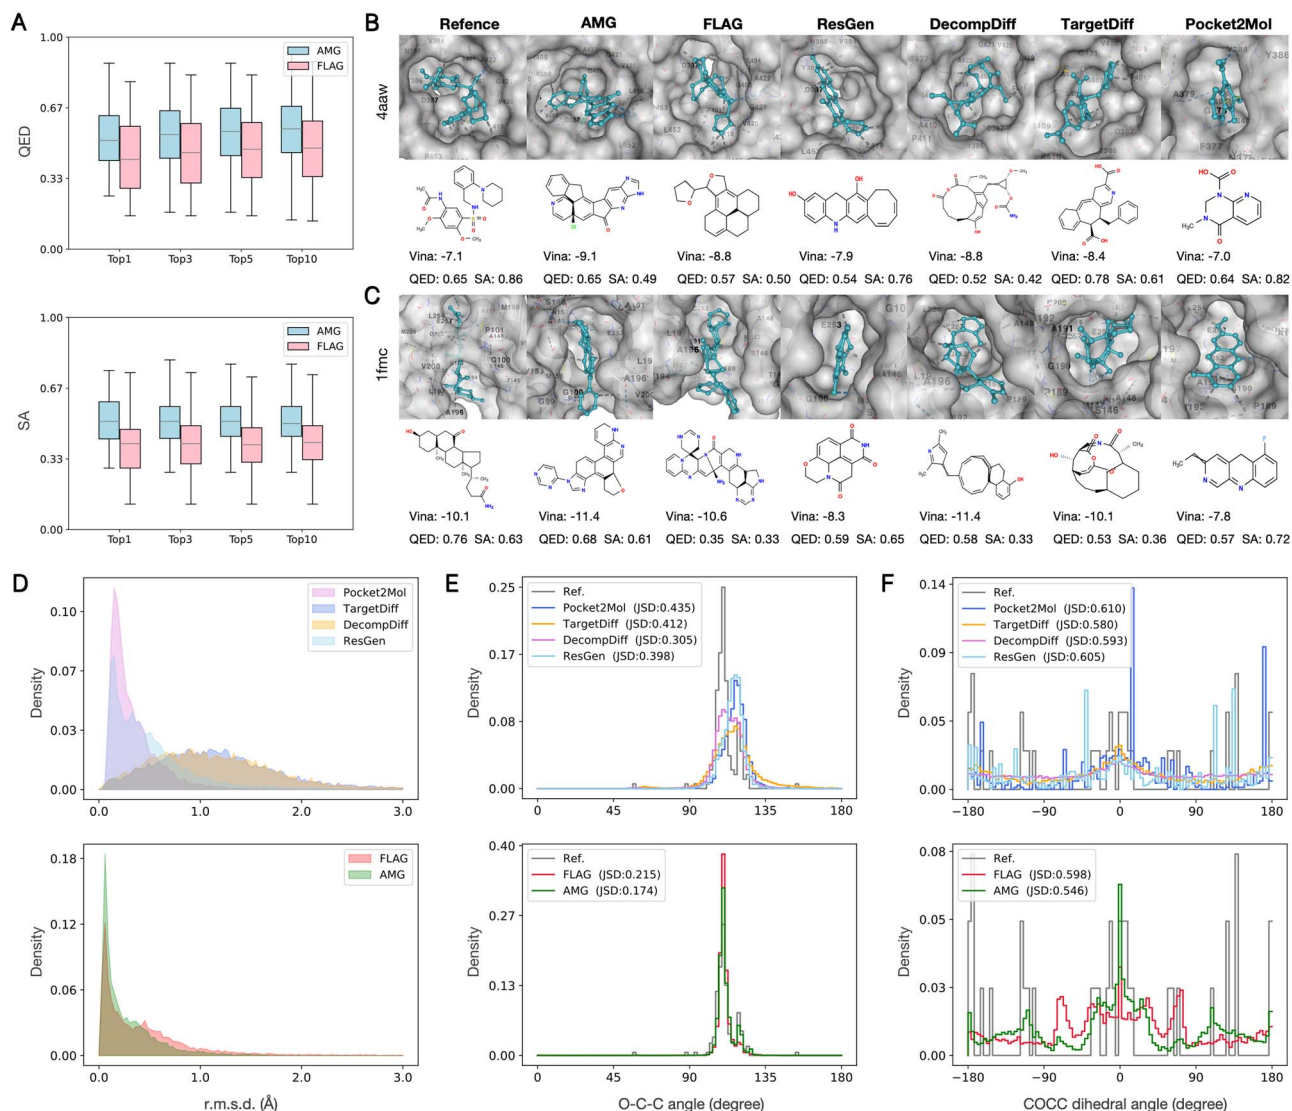 A
1.00
0.67
0.33
0.00
QED
AMG
FLAG
Top1 Top3 Top5 Top10
1.00
0.67
0.33
0.00
SA
AMG
FLAG
Top1 Top3 Top5 Top10
B
Refence AMG FLAG ResGen DecompDiff TargetDiff Pocket2Mol
4aaw
Vina: -7.1 Vina: -9.1 Vina: -8.8 Vina: -7.9 Vina: -8.8 Vina: -8.4 Vina: -7.0
QED: 0.65 SA: 0.86 QED: 0.65 SA: 0.49 QED: 0.57 SA: 0.50 QED: 0.54 SA: 0.76 QED: 0.52 SA: 0.42 QED: 0.78 SA: 0.61 QED: 0.64 SA: 0.82
C
1fmc
Vina: -10.1 Vina: -11.4 Vina: -10.6 Vina: -8.3 Vina: -11.4 Vina: -10.1 Vina: -7.8
QED: 0.76 SA: 0.63 QED: 0.68 SA: 0.61 QED: 0.35 SA: 0.33 QED: 0.59 SA: 0.65 QED: 0.58 SA: 0.33 QED: 0.53 SA: 0.36 QED: 0.57 SA: 0.72
D
0.10
0.07
0.03
0.00
Density
Pocket2Mol
TargetDiff
DecompDiff
ResGen
0.0 1.0 2.0 3.0
0.18
0.12
0.06
0.00
Density
FLAG
AMG
0.0 1.0 2.0 3.0
r.m.s.d. (Å)
E
0.25
0.17
0.08
0.00
Density
Ref.
Pocket2Mol (JSD:0.435)
TargetDiff (JSD:0.412)
DecompDiff (JSD:0.305)
ResGen (JSD:0.398)
0 45 90 135 180
0.40
0.27
0.13
0.00
Density
Ref.
FLAG (JSD:0.215)
AMG (JSD:0.174)
0 45 90 135 180
O-C-C angle (degree)
F
0.14
0.09
0.05
0.00
Density
Ref.
Pocket2Mol (JSD:0.610)
TargetDiff (JSD:0.580)
DecompDiff (JSD:0.593)
ResGen (JSD:0.605)
−180 −90 0 90 180
0.08
0.05
0.03
0.00
Density
Ref.
FLAG (JSD:0.598)
AMG (JSD:0.546)
−180 −90 0 90 180
COCC dihedral angle (degree)